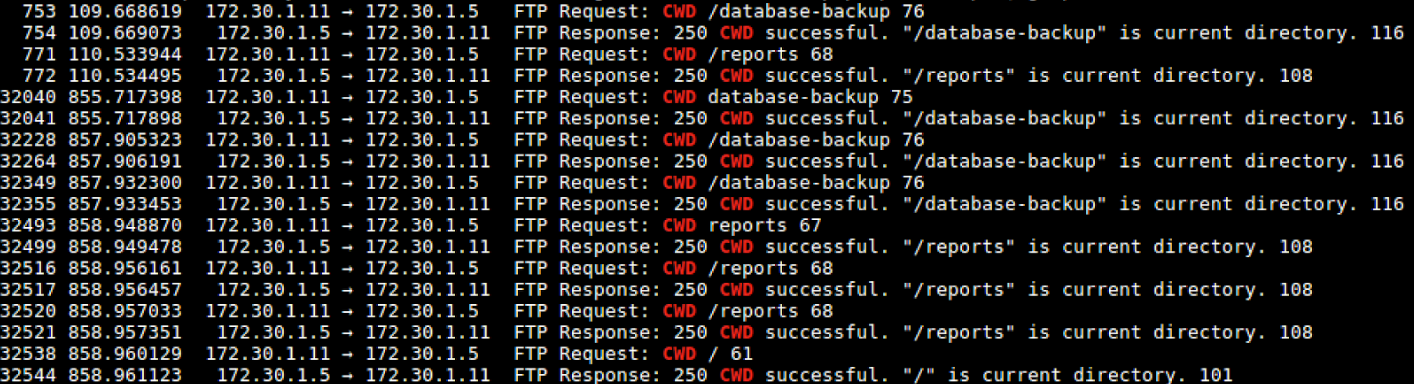 753 109.668619 172.30.1.11 → 172.30.1.5 FTP Request: CWD /database-backup 76
754 109.669073 172.30.1.5 → 172.30.1.11 FTP Response: 250 CWD successful. "/database-backup" is current directory. 116
771 110.533944 172.30.1.11 → 172.30.1.5 FTP Request: CWD /reports 68
772 110.534495 172.30.1.5 → 172.30.1.11 FTP Response: 250 CWD successful. "/reports" is current directory. 108
32040 855.717398 172.30.1.11 → 172.30.1.5 FTP Request: CWD database-backup 75
32041 855.717898 172.30.1.5 → 172.30.1.11 FTP Response: 250 CWD successful. "/database-backup" is current directory. 116
32228 857.905323 172.30.1.11 → 172.30.1.5 FTP Request: CWD /database-backup 76
32264 857.906191 172.30.1.5 → 172.30.1.11 FTP Response: 250 CWD successful. "/database-backup" is current directory. 116
32349 857.932300 172.30.1.11 → 172.30.1.5 FTP Request: CWD /database-backup 76
32355 857.933453 172.30.1.5 → 172.30.1.11 FTP Response: 250 CWD successful. "/database-backup" is current directory. 116
32493 858.948870 172.30.1.11 → 172.30.1.5 FTP Request: CWD reports 67
32499 858.949478 172.30.1.5 → 172.30.1.11 FTP Response: 250 CWD successful. "/reports" is current directory. 108
32516 858.956161 172.30.1.11 → 172.30.1.5 FTP Request: CWD /reports 68
32517 858.956457 172.30.1.5 → 172.30.1.11 FTP Response: 250 CWD successful. "/reports" is current directory. 108
32520 858.957033 172.30.1.11 → 172.30.1.5 FTP Request: CWD /reports 68
32521 858.957351 172.30.1.5 → 172.30.1.11 FTP Response: 250 CWD successful. "/reports" is current directory. 108
32538 858.960129 172.30.1.11 → 172.30.1.5 FTP Request: CWD / 61
32544 858.961123 172.30.1.5 → 172.30.1.11 FTP Response: 250 CWD successful. "/" is current directory. 101